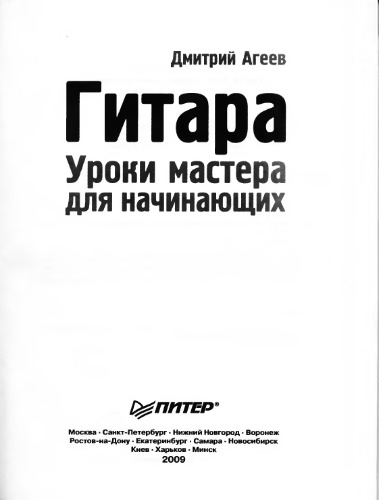 Дмитрий Агеев
Гитара
Уроки мастера
для начинающих
ПИТЕР®
Москва · Санкт-Петербург · Нижний Новгород · Воронеж
Ростов-на-Дону · Екатеринбург · Самара · Новосибирск
Киев · Харьков · Минск
2009